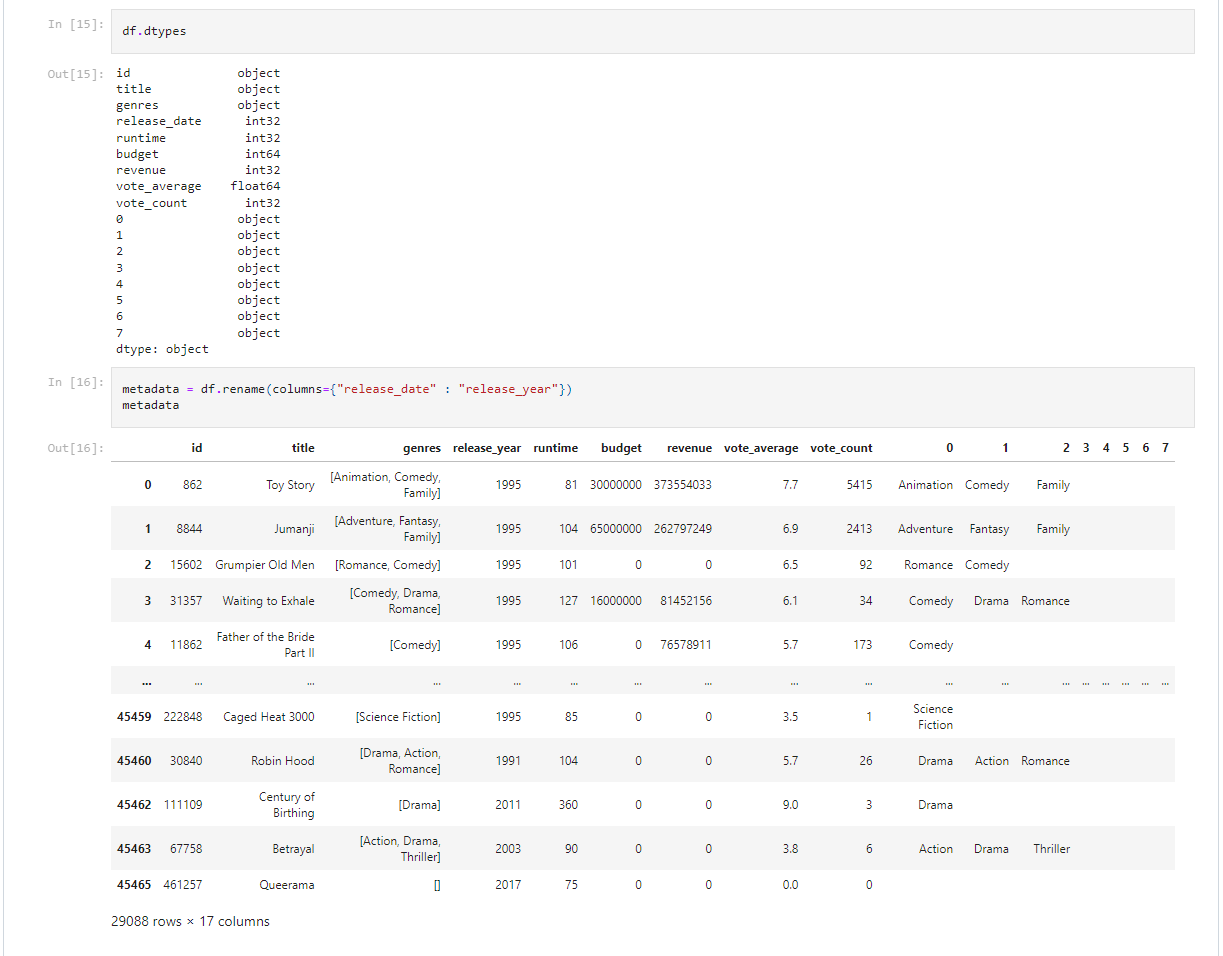 In [15]: df.dtypes
Out[15]: id object
title object
genres object
release_date int32
runtime int32
budget int64
revenue int32
vote_average float64
vote_count int32
0 object
1 object
2 object
3 object
4 object
5 object
6 object
7 object
dtype: object
In [16]: metadata = df.rename(columns={"release_date" : "release_year"})
metadata
Out[16]: id title genres release_year runtime budget revenue vote_average vote_count 0 1 2 3 4 5 6 7
0 862 Toy Story [Animation, Comedy, Family] 1995 81 30000000 373554033 7.7 5415 Animation Comedy Family
1 8844 Jumanji [Adventure, Fantasy, Family] 1995 104 65000000 262797249 6.9 2413 Adventure Fantasy Family
2 15602 Grumpier Old Men [Romance, Comedy] 1995 101 0 0 6.5 92 Romance Comedy
3 31357 Waiting to Exhale [Comedy, Drama, Romance] 1995 127 16000000 81452156 6.1 34 Comedy Drama Romance
4 11862 Father of the Bride Part II [Comedy] 1995 106 0 76578911 5.7 173 Comedy
... ... ... ... ... ... ... ... ... ... ... ... ... ... ... ... ... ...
45459 222848 Caged Heat 3000 [Science Fiction] 1995 85 0 0 3.5 1 Science Fiction
45460 30840 Robin Hood [Drama, Action, Romance] 1991 104 0 0 5.7 26 Drama Action Romance
45462 111109 Century of Birthing [Drama] 2011 360 0 0 9.0 3 Drama
45463 67758 Betrayal [Action, Drama, Thriller] 2003 90 0 0 3.8 6 Action Drama Thriller
45465 461257 Queerama [] 2017 75 0 0 0.0 0
29088 rows × 17 columns